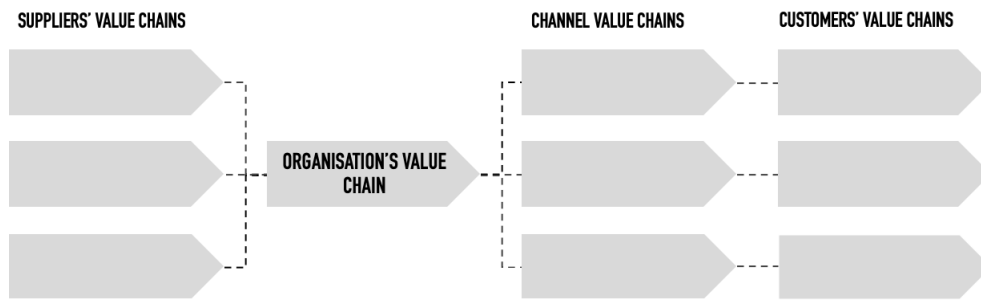 SUPPLIERS’ VALUE CHAINS
CHANNEL VALUE CHAINS
CUSTOMERS’ VALUE CHAINS
ORGANISATION’S VALUE
CHAIN